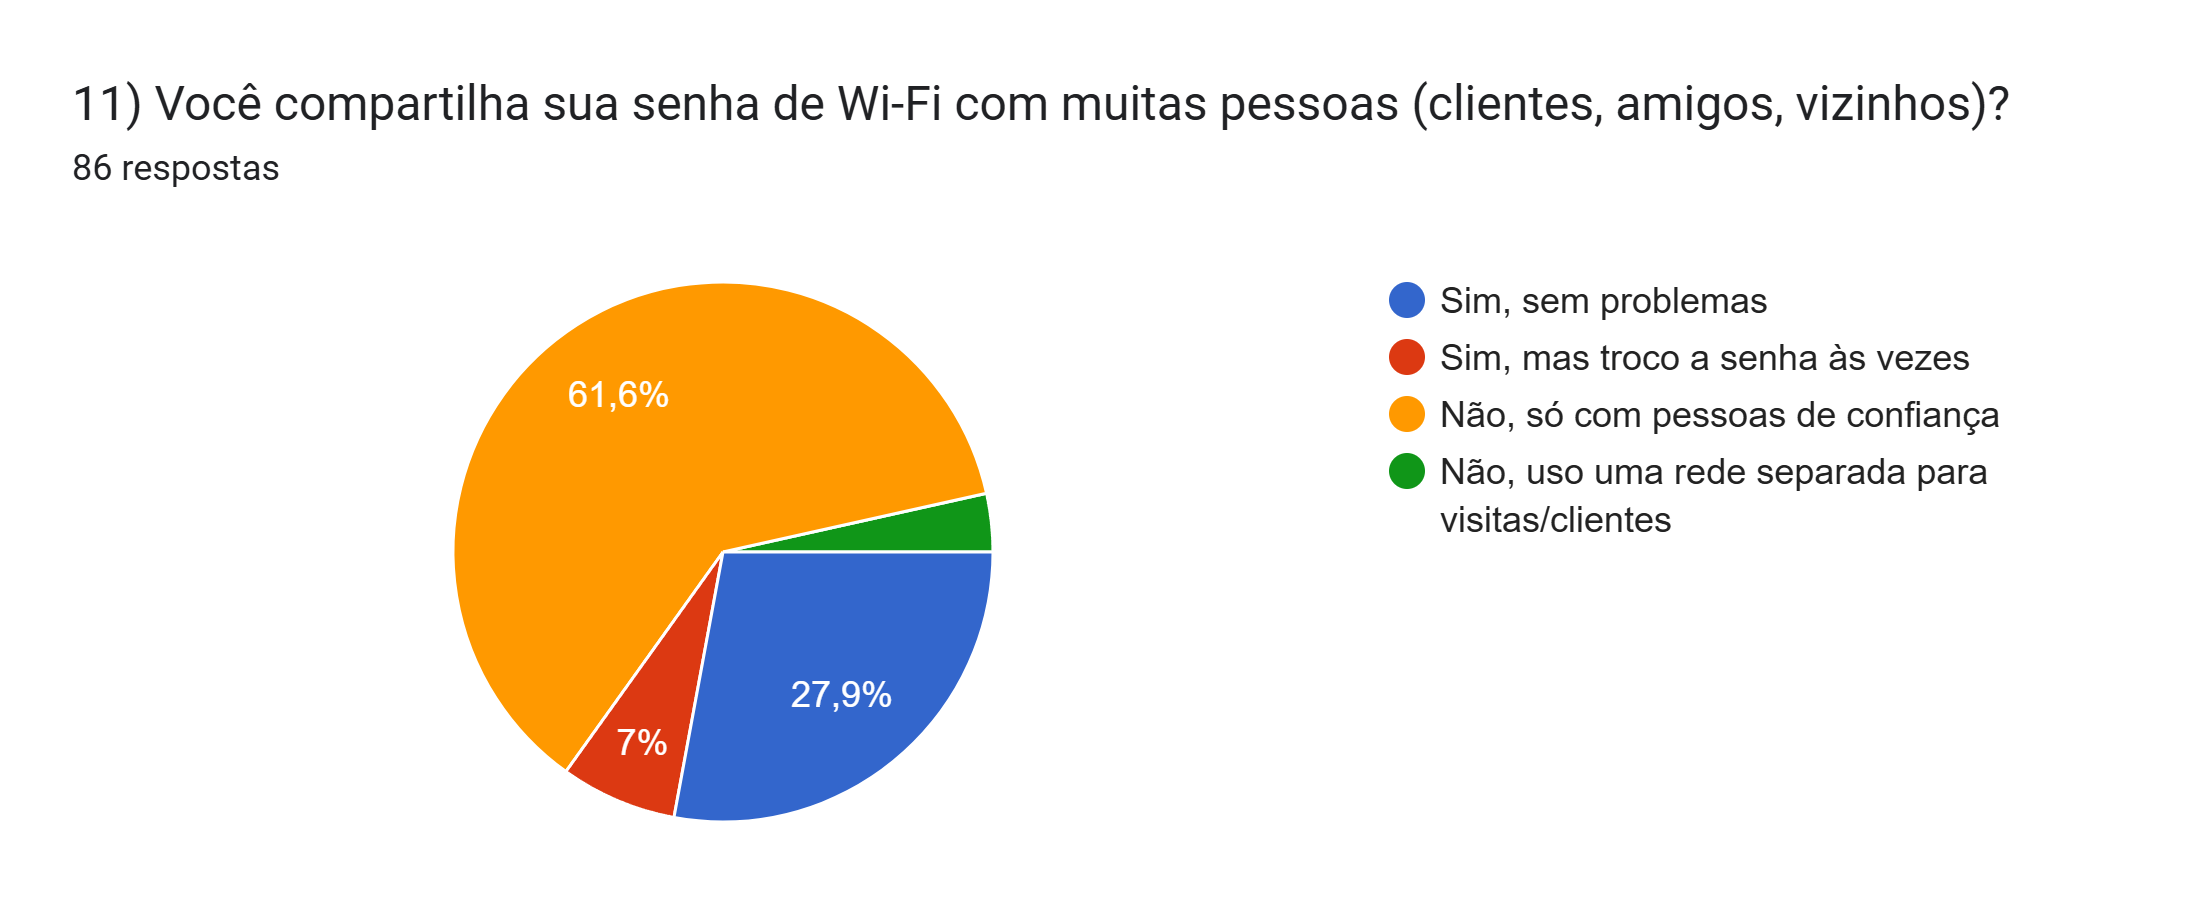 11) Você compartilha sua senha de Wi-Fi com muitas pessoas (clientes, amigos, vizinhos)?
86 respostas
61,6%
27,9%
7%
Sim, sem problemas
Sim, mas troco a senha às vezes
Não, só com pessoas de confiança
Não, uso uma rede separada para
visitas/clientes